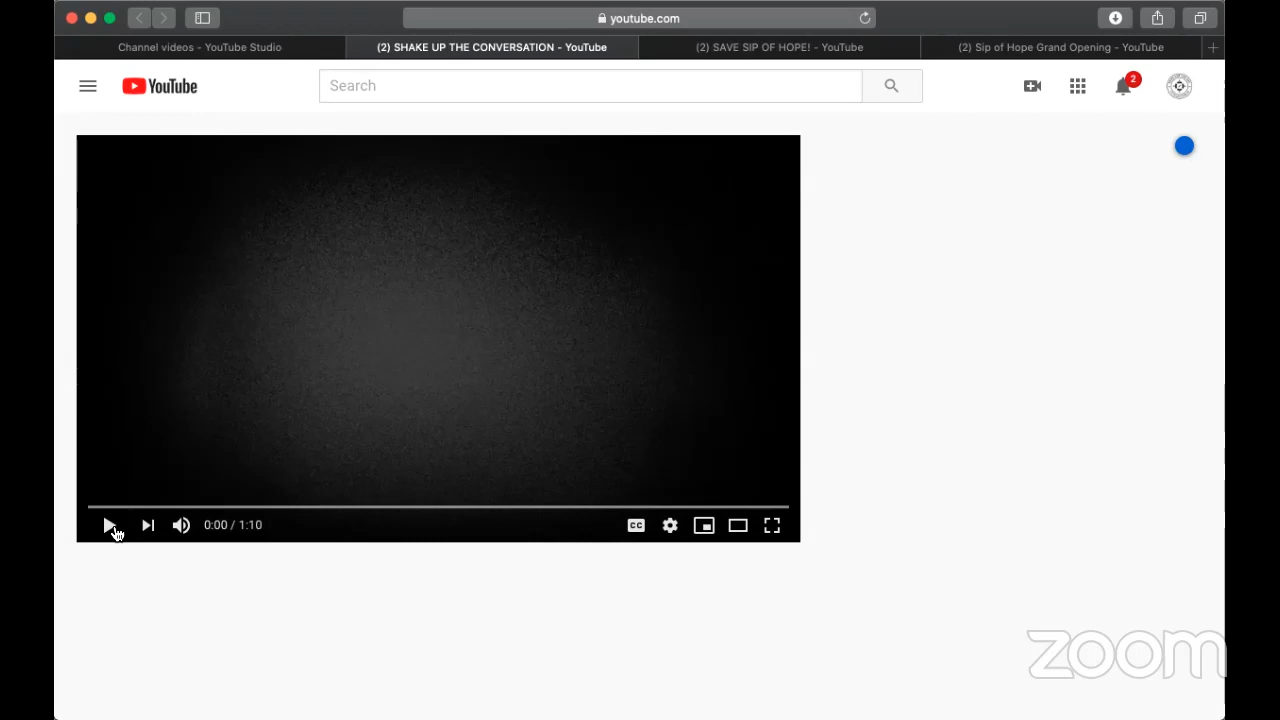 youtube.com
Channel videos - YouTube Studio
(2) SHAKE UP THE CONVERSATION - YouTube
(2) SAVE SIP OF HOPE! - YouTube
(2) Sip of Hope Grand Opening - YouTube
YouTube
Search
2
0:00 / 1:10
CC
zoom